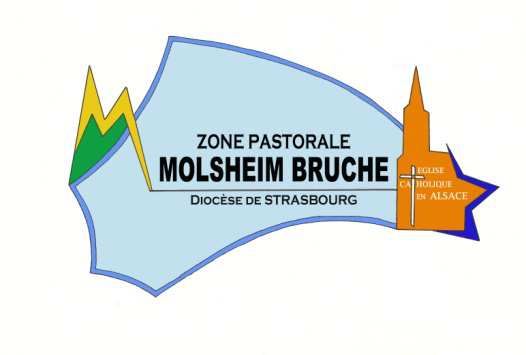 ZONE PASTORALE
MOLSHEIM BRUCHE
DIOCÈSE DE STRASBOURG
EGLISE
CATHOLIQUE
EN ALSACE